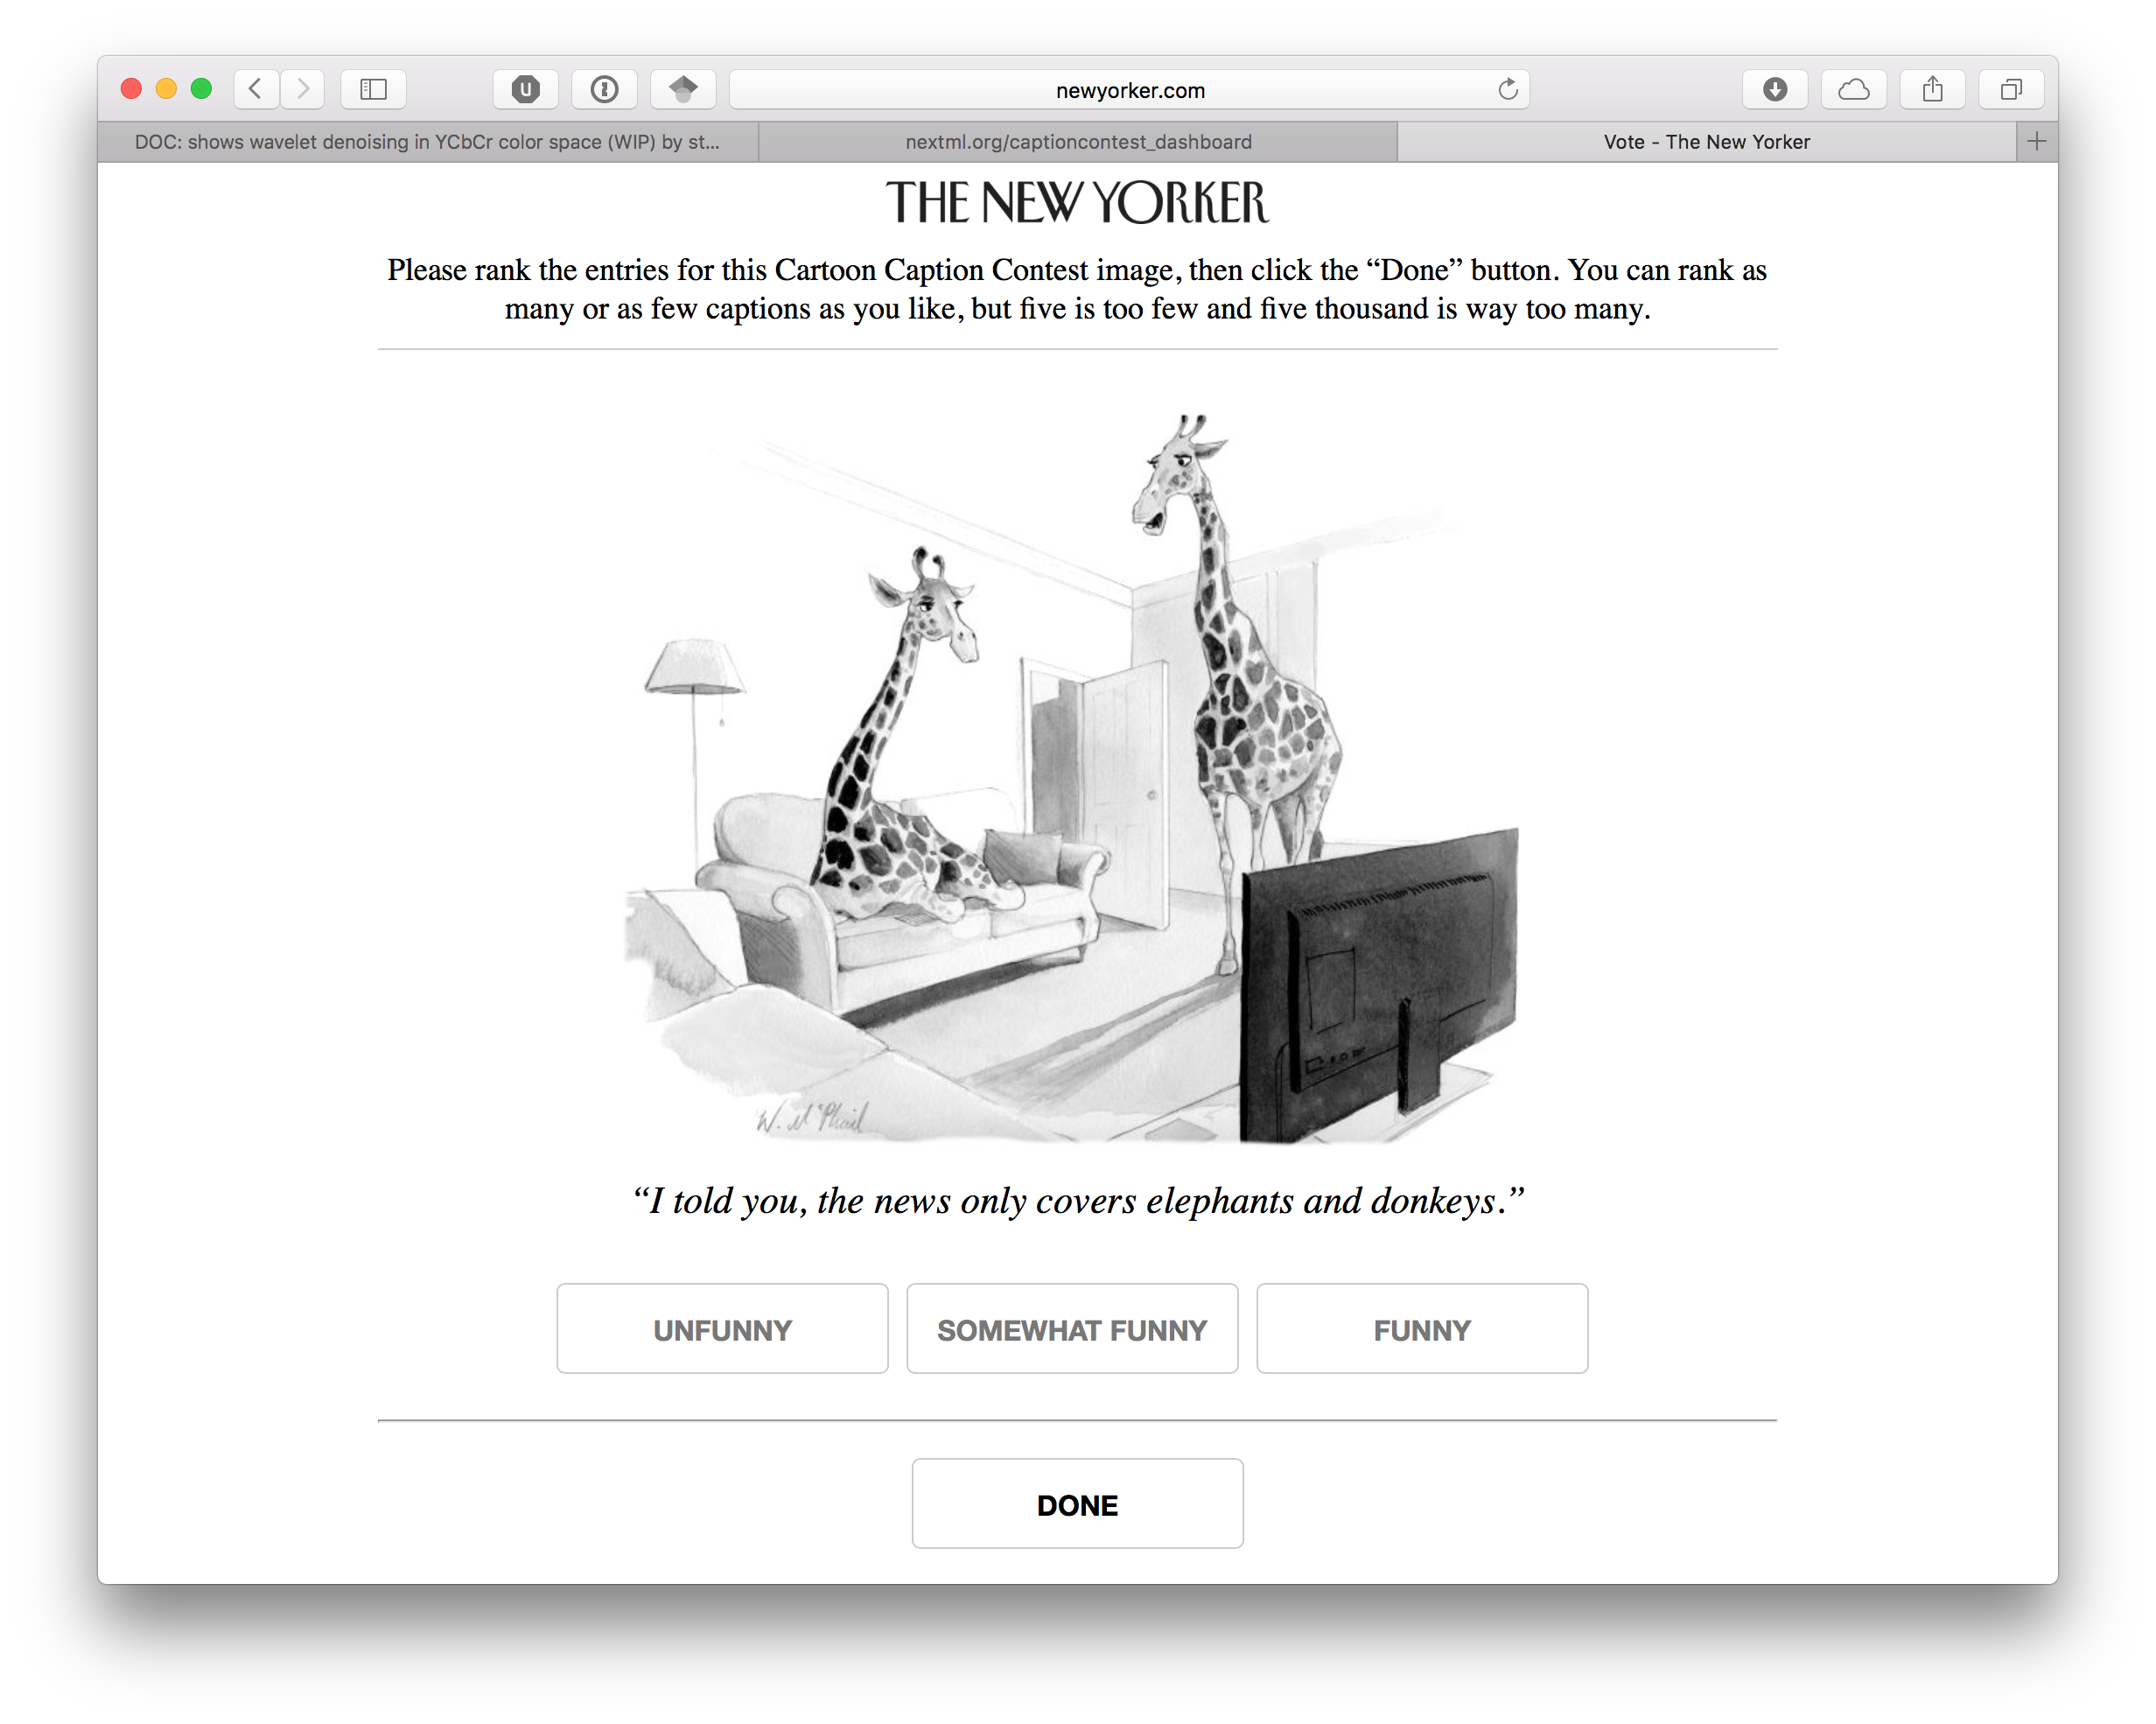 newyorker.com
DOC: shows wavelet denoising in YCbCr color space (WIP) by st...
nextml.org/captioncontest_dashboard
Vote - The New Yorker
THE NEW YORKER
Please rank the entries for this Cartoon Caption Contest image, then click the “Done” button. You can rank as
many or as few captions as you like, but five is too few and five thousand is way too many.
W. McPhail
“I told you, the news only covers elephants and donkeys.”
UNFUNNY
SOMEWHAT FUNNY
FUNNY
DONE